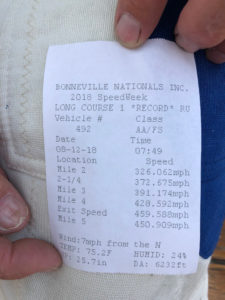 BONNEVILLE NATIONALS INC.
2018 SpeedWeek
LONG COURSE 1 *RECORD* RU
Vehicle # Class
492 AA/FS
Date Time
08-12-18 07:49
Location Speed
Mile 2 326.062mph
2-1/4 372.675mph
Mile 3 391.174mph
Mile 4 428.592mph
Exit Speed 459.588mph
Mile 5 450.909mph
Wind:7mph from the N
TEMP: 75.2F HUMID: 24%
25.7in DA: 6232ft